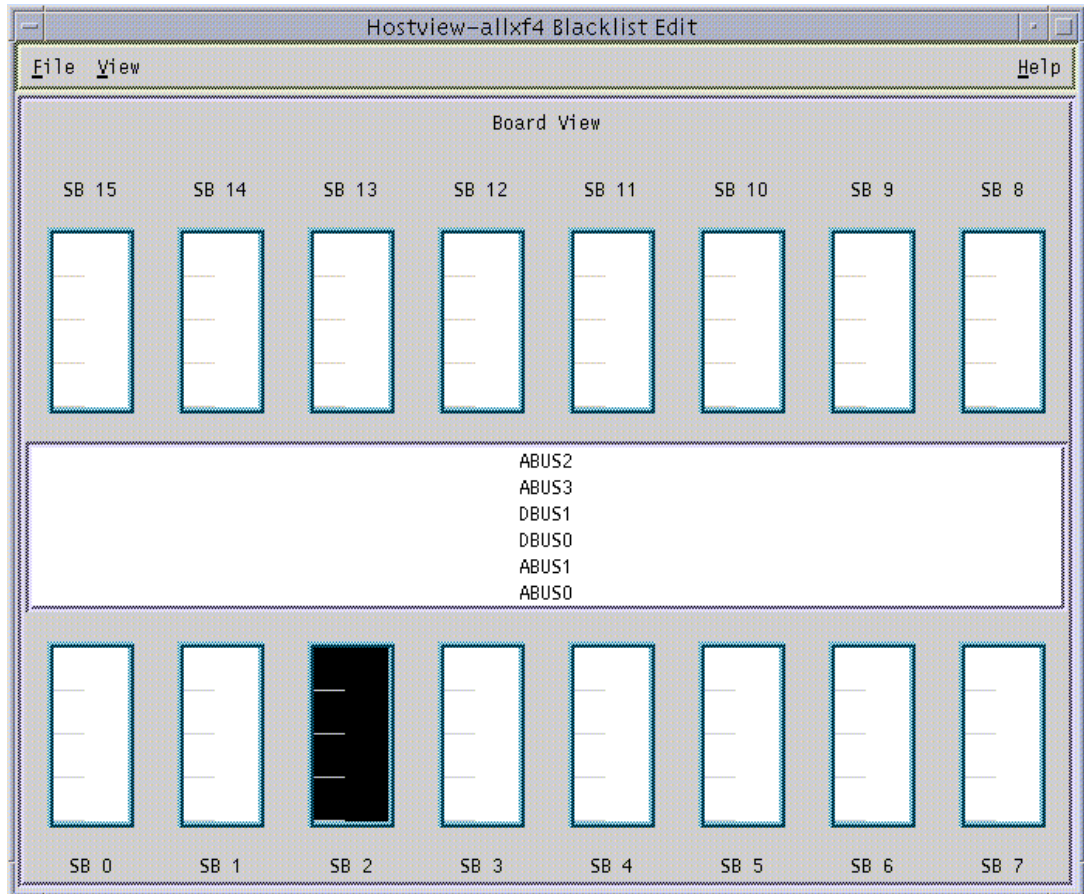 Hostview-allxf4 Blacklist Edit
File View Help
Board View
SB 15 SB 14 SB 13 SB 12 SB 11 SB 10 SB 9 SB 8
ABUS2
ABUS3
DBUS1
DBUS0
ABUS1
ABUS0
SB 0 SB 1 SB 2 SB 3 SB 4 SB 5 SB 6 SB 7